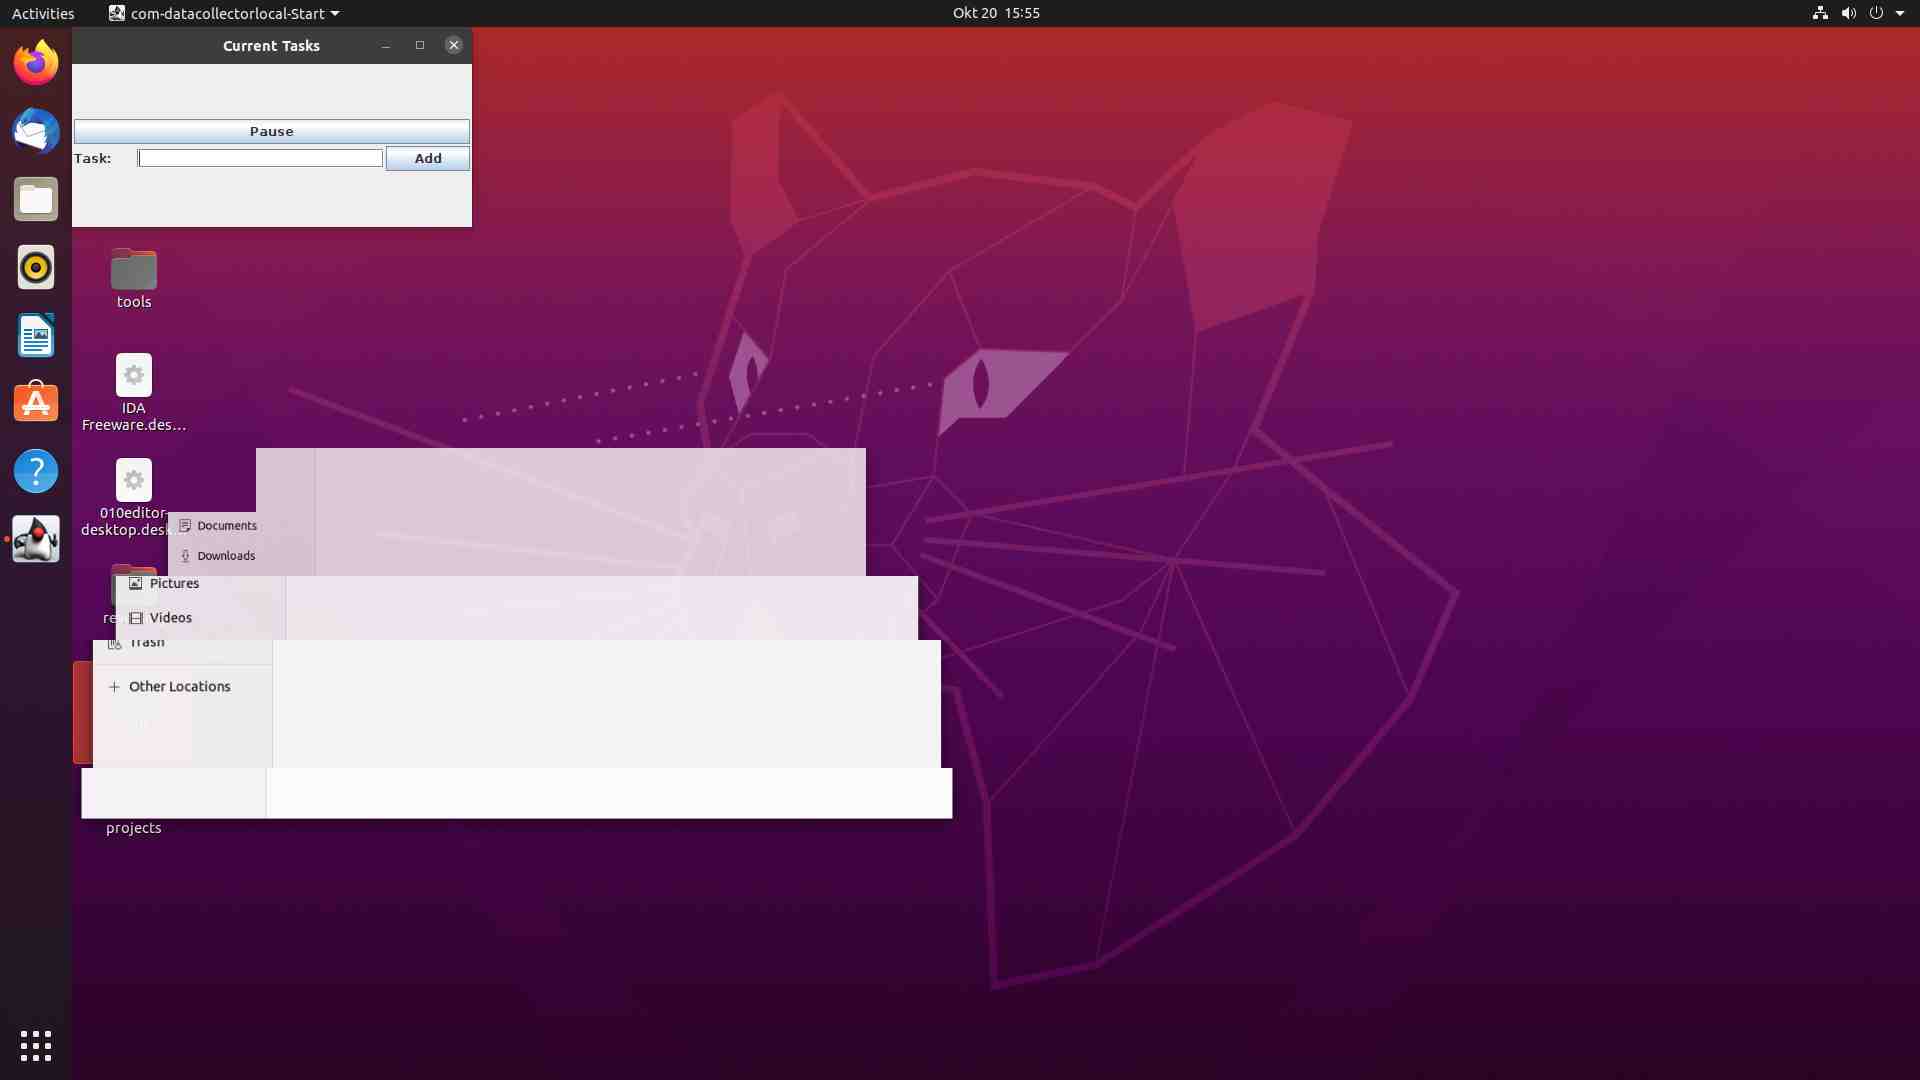 Activities
com-datacollectorlocal-Start
Okt 20 15:55
Current Tasks
Pause
Task:
Add
tools
IDA
Freeware.des...
010editor-
desktop.desk
Documents
Downloads
Pictures
re
Videos
Trash
Other Locations
projects